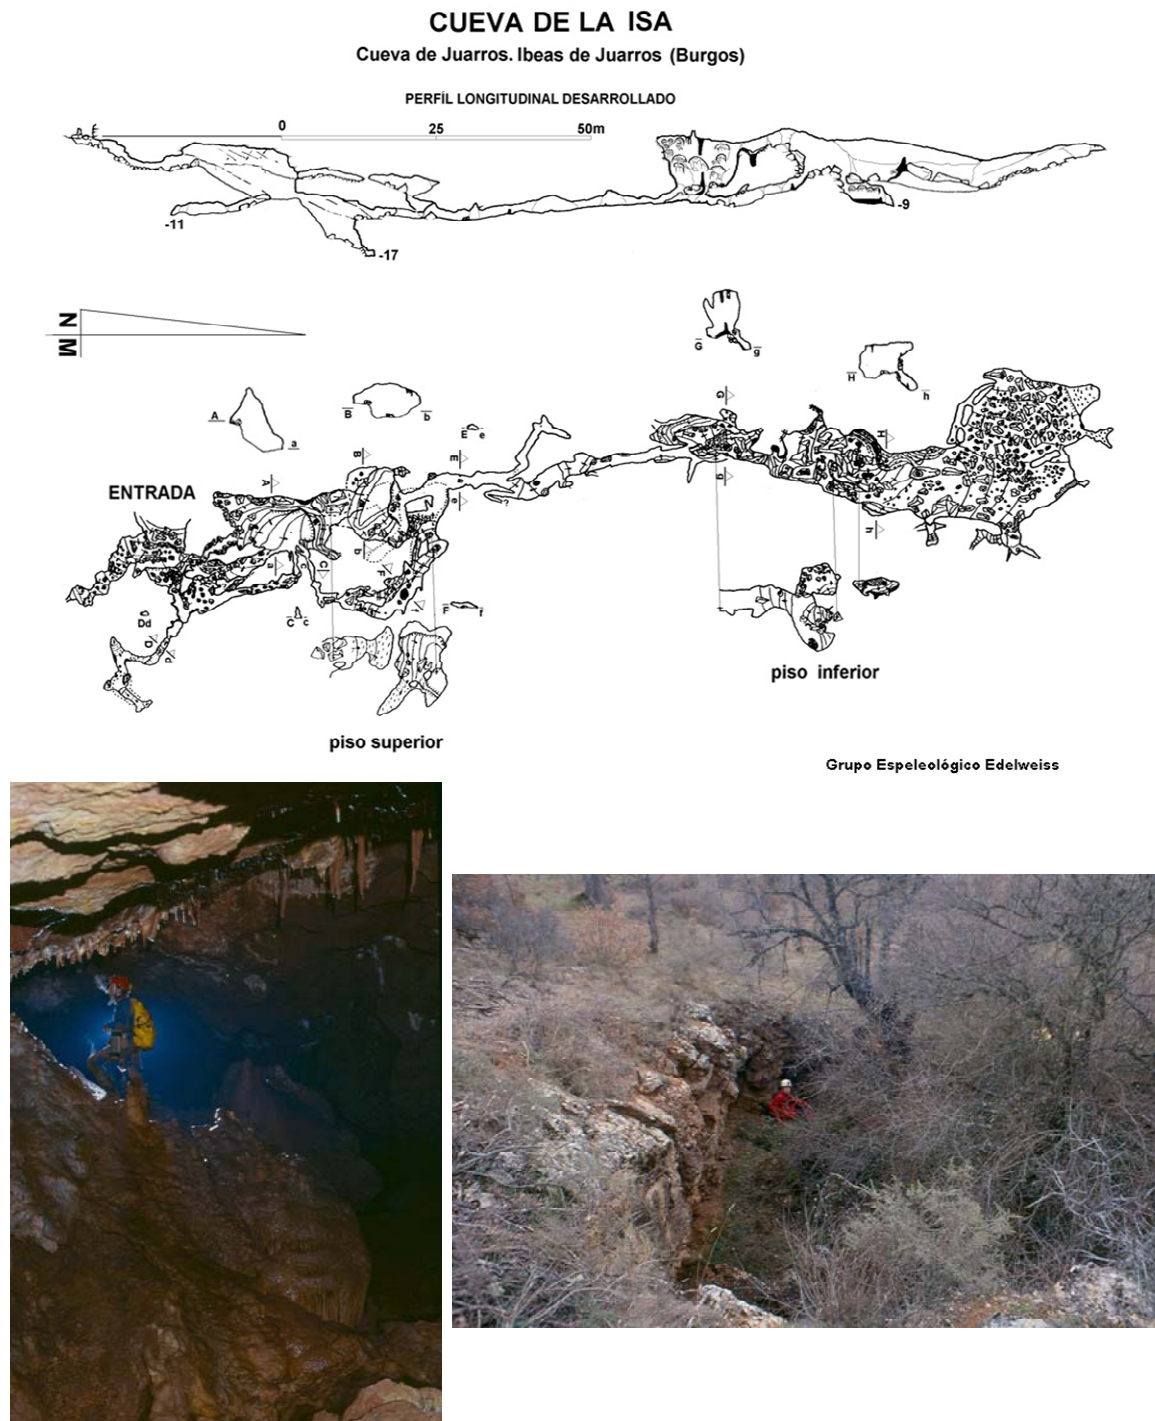 CUEVA DE LA ISA
Cueva de Juarros. Ibeas de Juarros (Burgos)
PERFÍL LONGITUDINAL DESARROLLADO
E
0 25 50m
-11
-17
-9
N
M
G g
H h
A a
B b
E e
ENTRADA
A
B
E
e
G
g
H
h
a
b
C
F
f
?
Dd
D
d
C c
F f
piso superior
piso inferior
Grupo Espeleológico Edelweiss